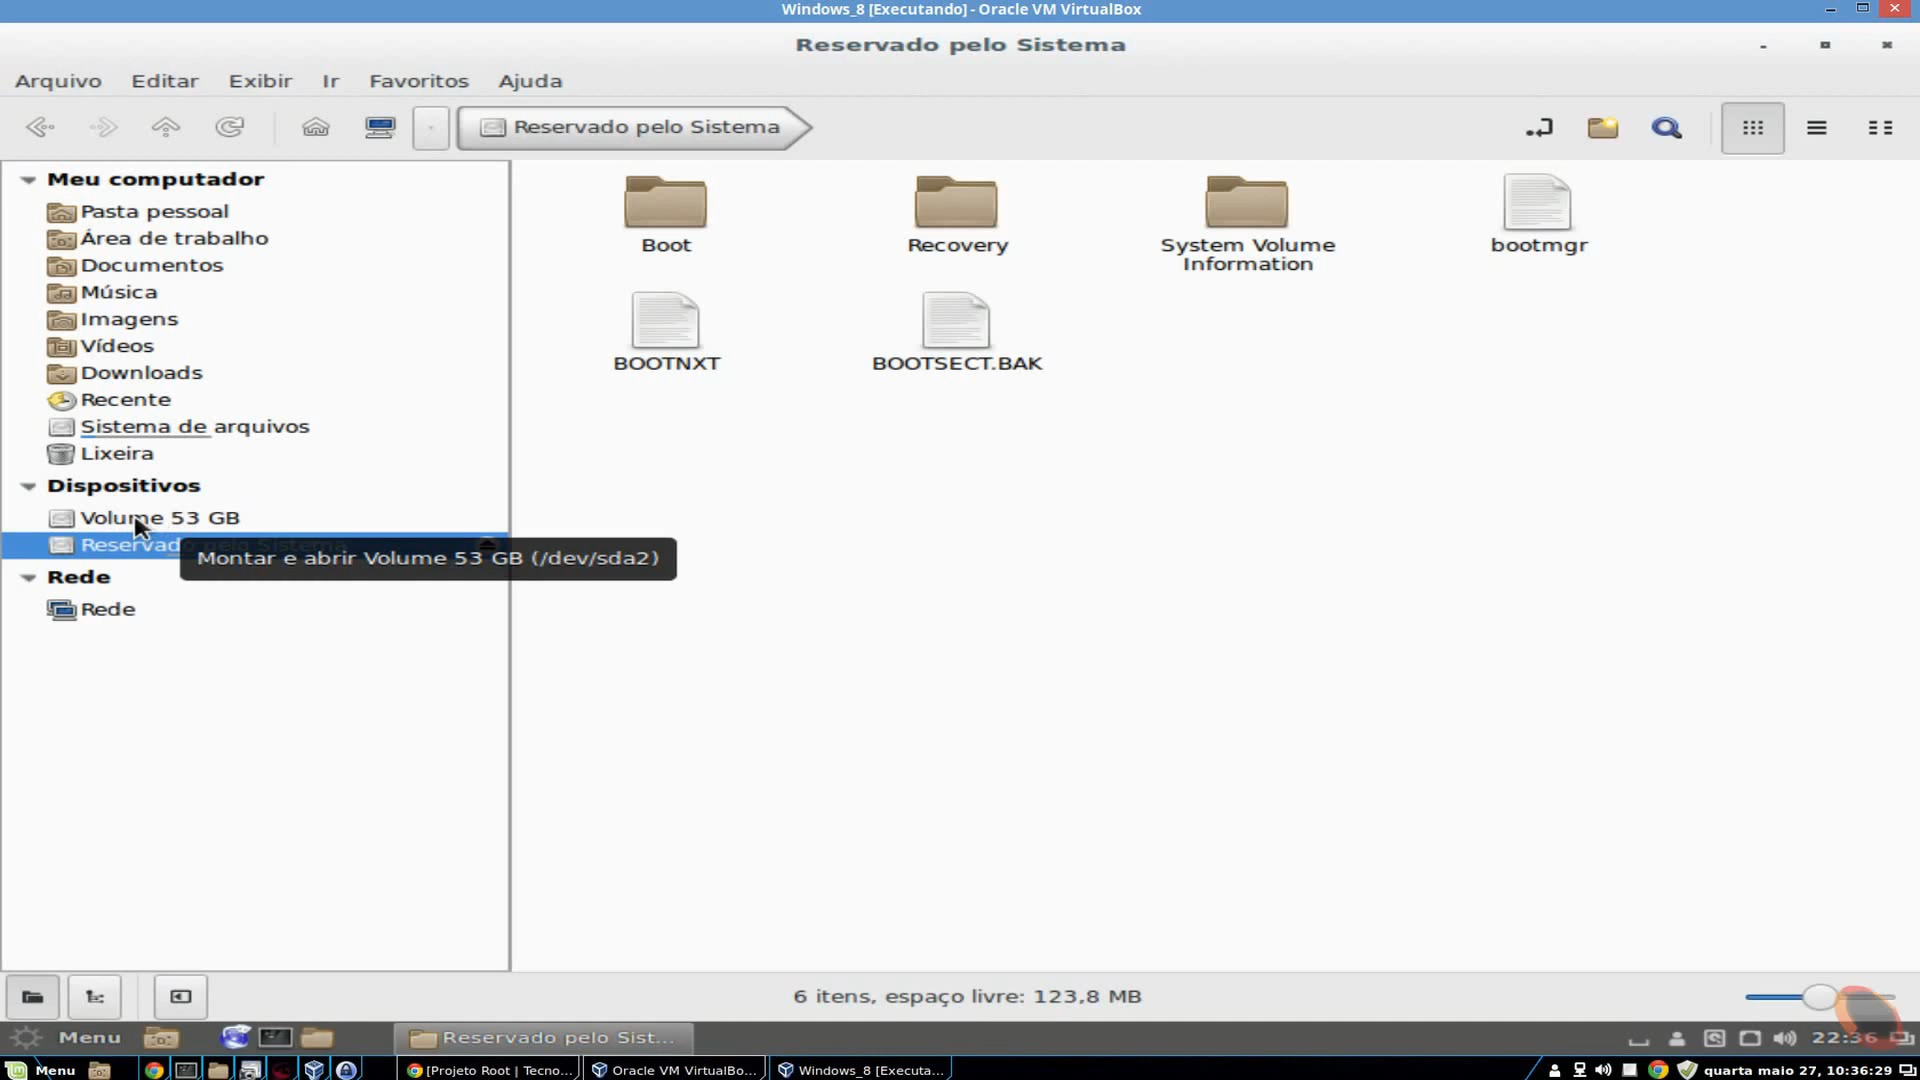 Windows_8 [Executando] - Oracle VM VirtualBox
Reservado pelo Sistema
Arquivo Editar Exibir Ir Favoritos Ajuda
Reservado pelo Sistema
Meu computador
Pasta pessoal
Área de trabalho
Documentos
Música
Imagens
Vídeos
Downloads
Recente
Sistema de arquivos
Lixeira
Dispositivos
Volume 53 GB
Reservado pelo Sistema
Montar e abrir Volume 53 GB (/dev/sda2)
Rede
Rede
Boot
Recovery
System Volume
Information
bootmgr
BOOTNXT
BOOTSECT.BAK
6 itens, espaço livre: 123,8 MB
Menu
Reservado pelo Sist...
22:36
Menu
[Projeto Root | Tecno...
Oracle VM VirtualBo...
Windows_8 [Executa...
quarta maio 27, 10:36:29